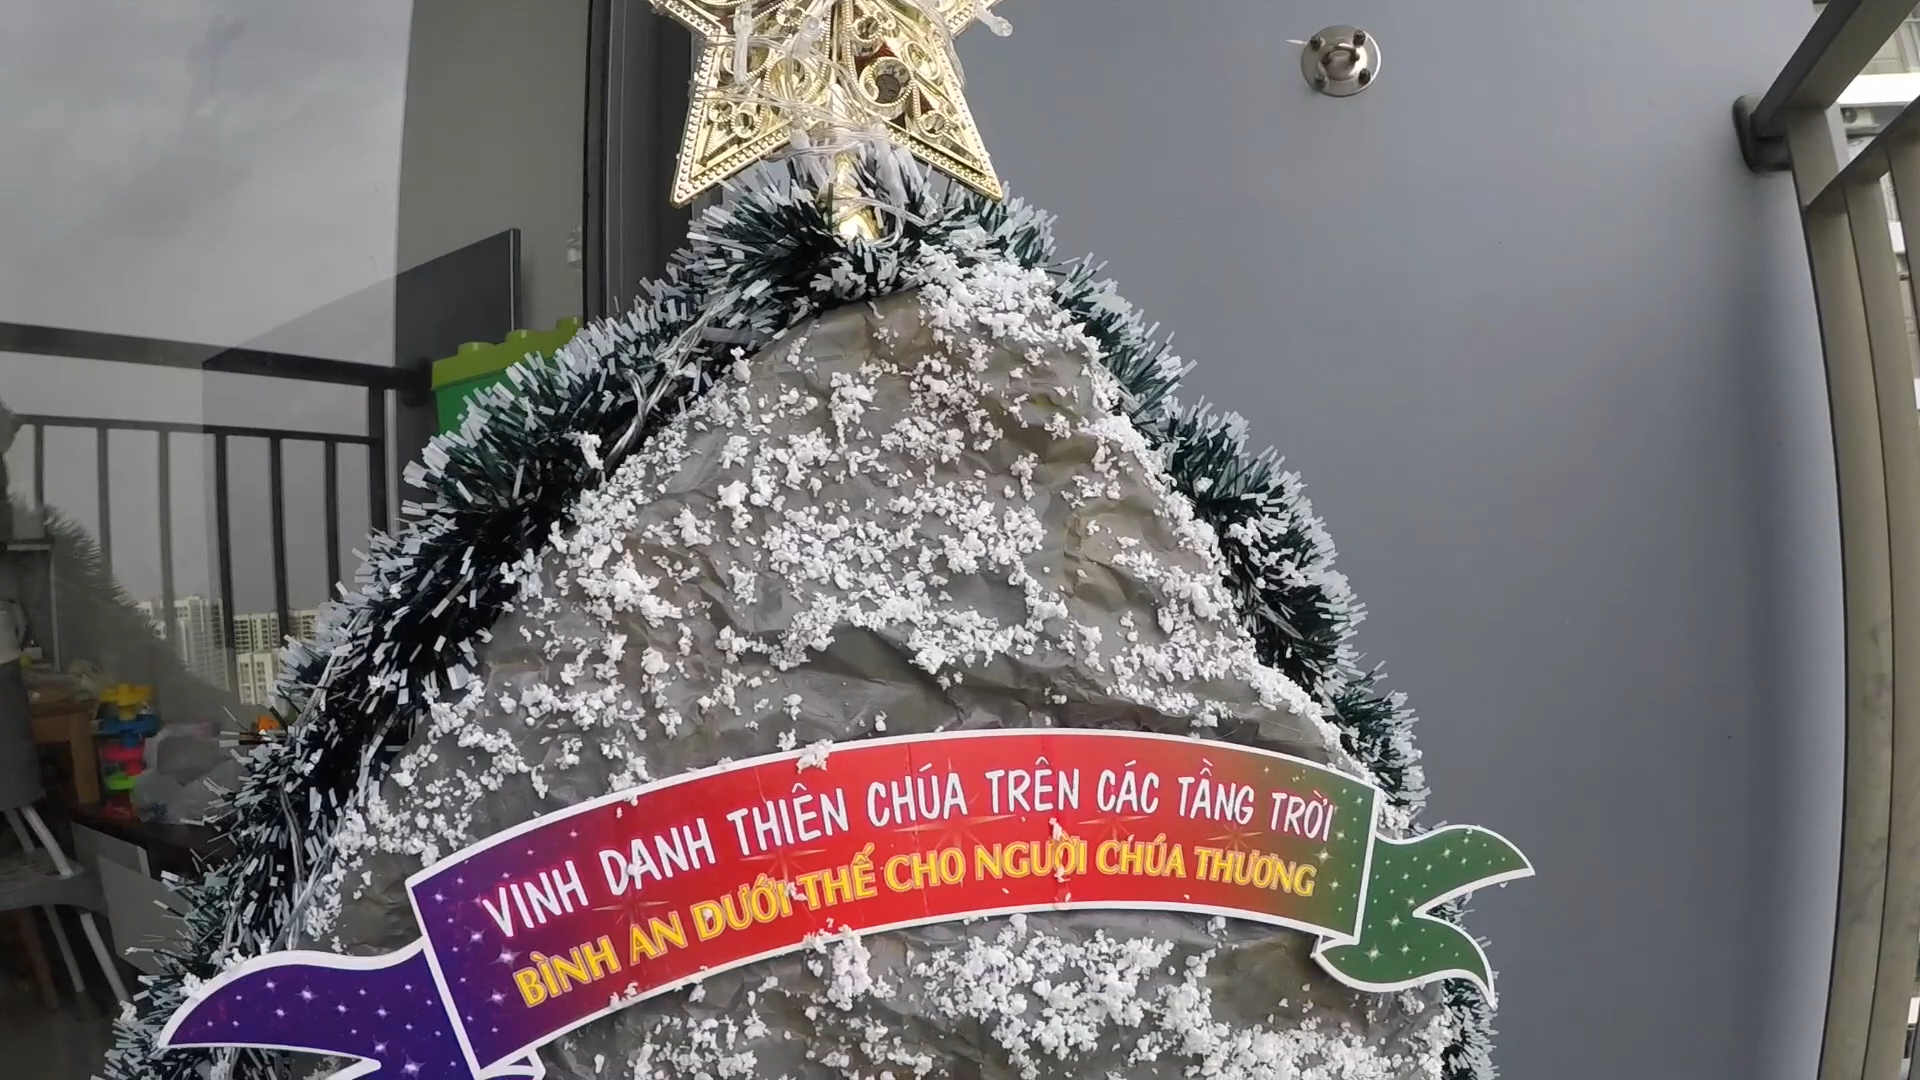 VINH DANH THIÊN CHÚA TRÊN CÁC TẦNG TRỜI
BÌNH AN DƯỚI THẾ CHO NGƯỜI CHÚA THƯƠNG